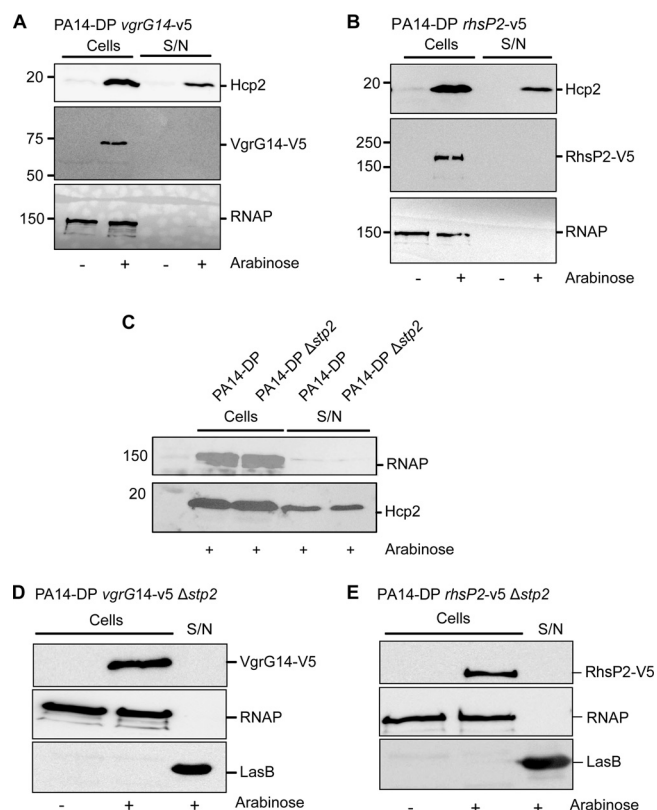 A PA14-DP vgrG14-v5
Cells S/N
20 Hcp2
75 VgrG14-V5
50
150 RNAP
- + - + Arabinose
B PA14-DP rhsP2-v5
Cells S/N
20 Hcp2
250 RhsP2-V5
150
150 RNAP
- + - + Arabinose
C
PA14-DP PA14-DP Δstp2 PA14-DP PA14-DP Δstp2
Cells S/N
150 RNAP
20 Hcp2
+ + + + Arabinose
D PA14-DP vgrG14-v5 Δstp2
Cells S/N
VgrG14-V5
RNAP
LasB
- + + Arabinose
E PA14-DP rhsP2-v5 Δstp2
Cells S/N
RhsP2-V5
RNAP
LasB
- + + Arabinose